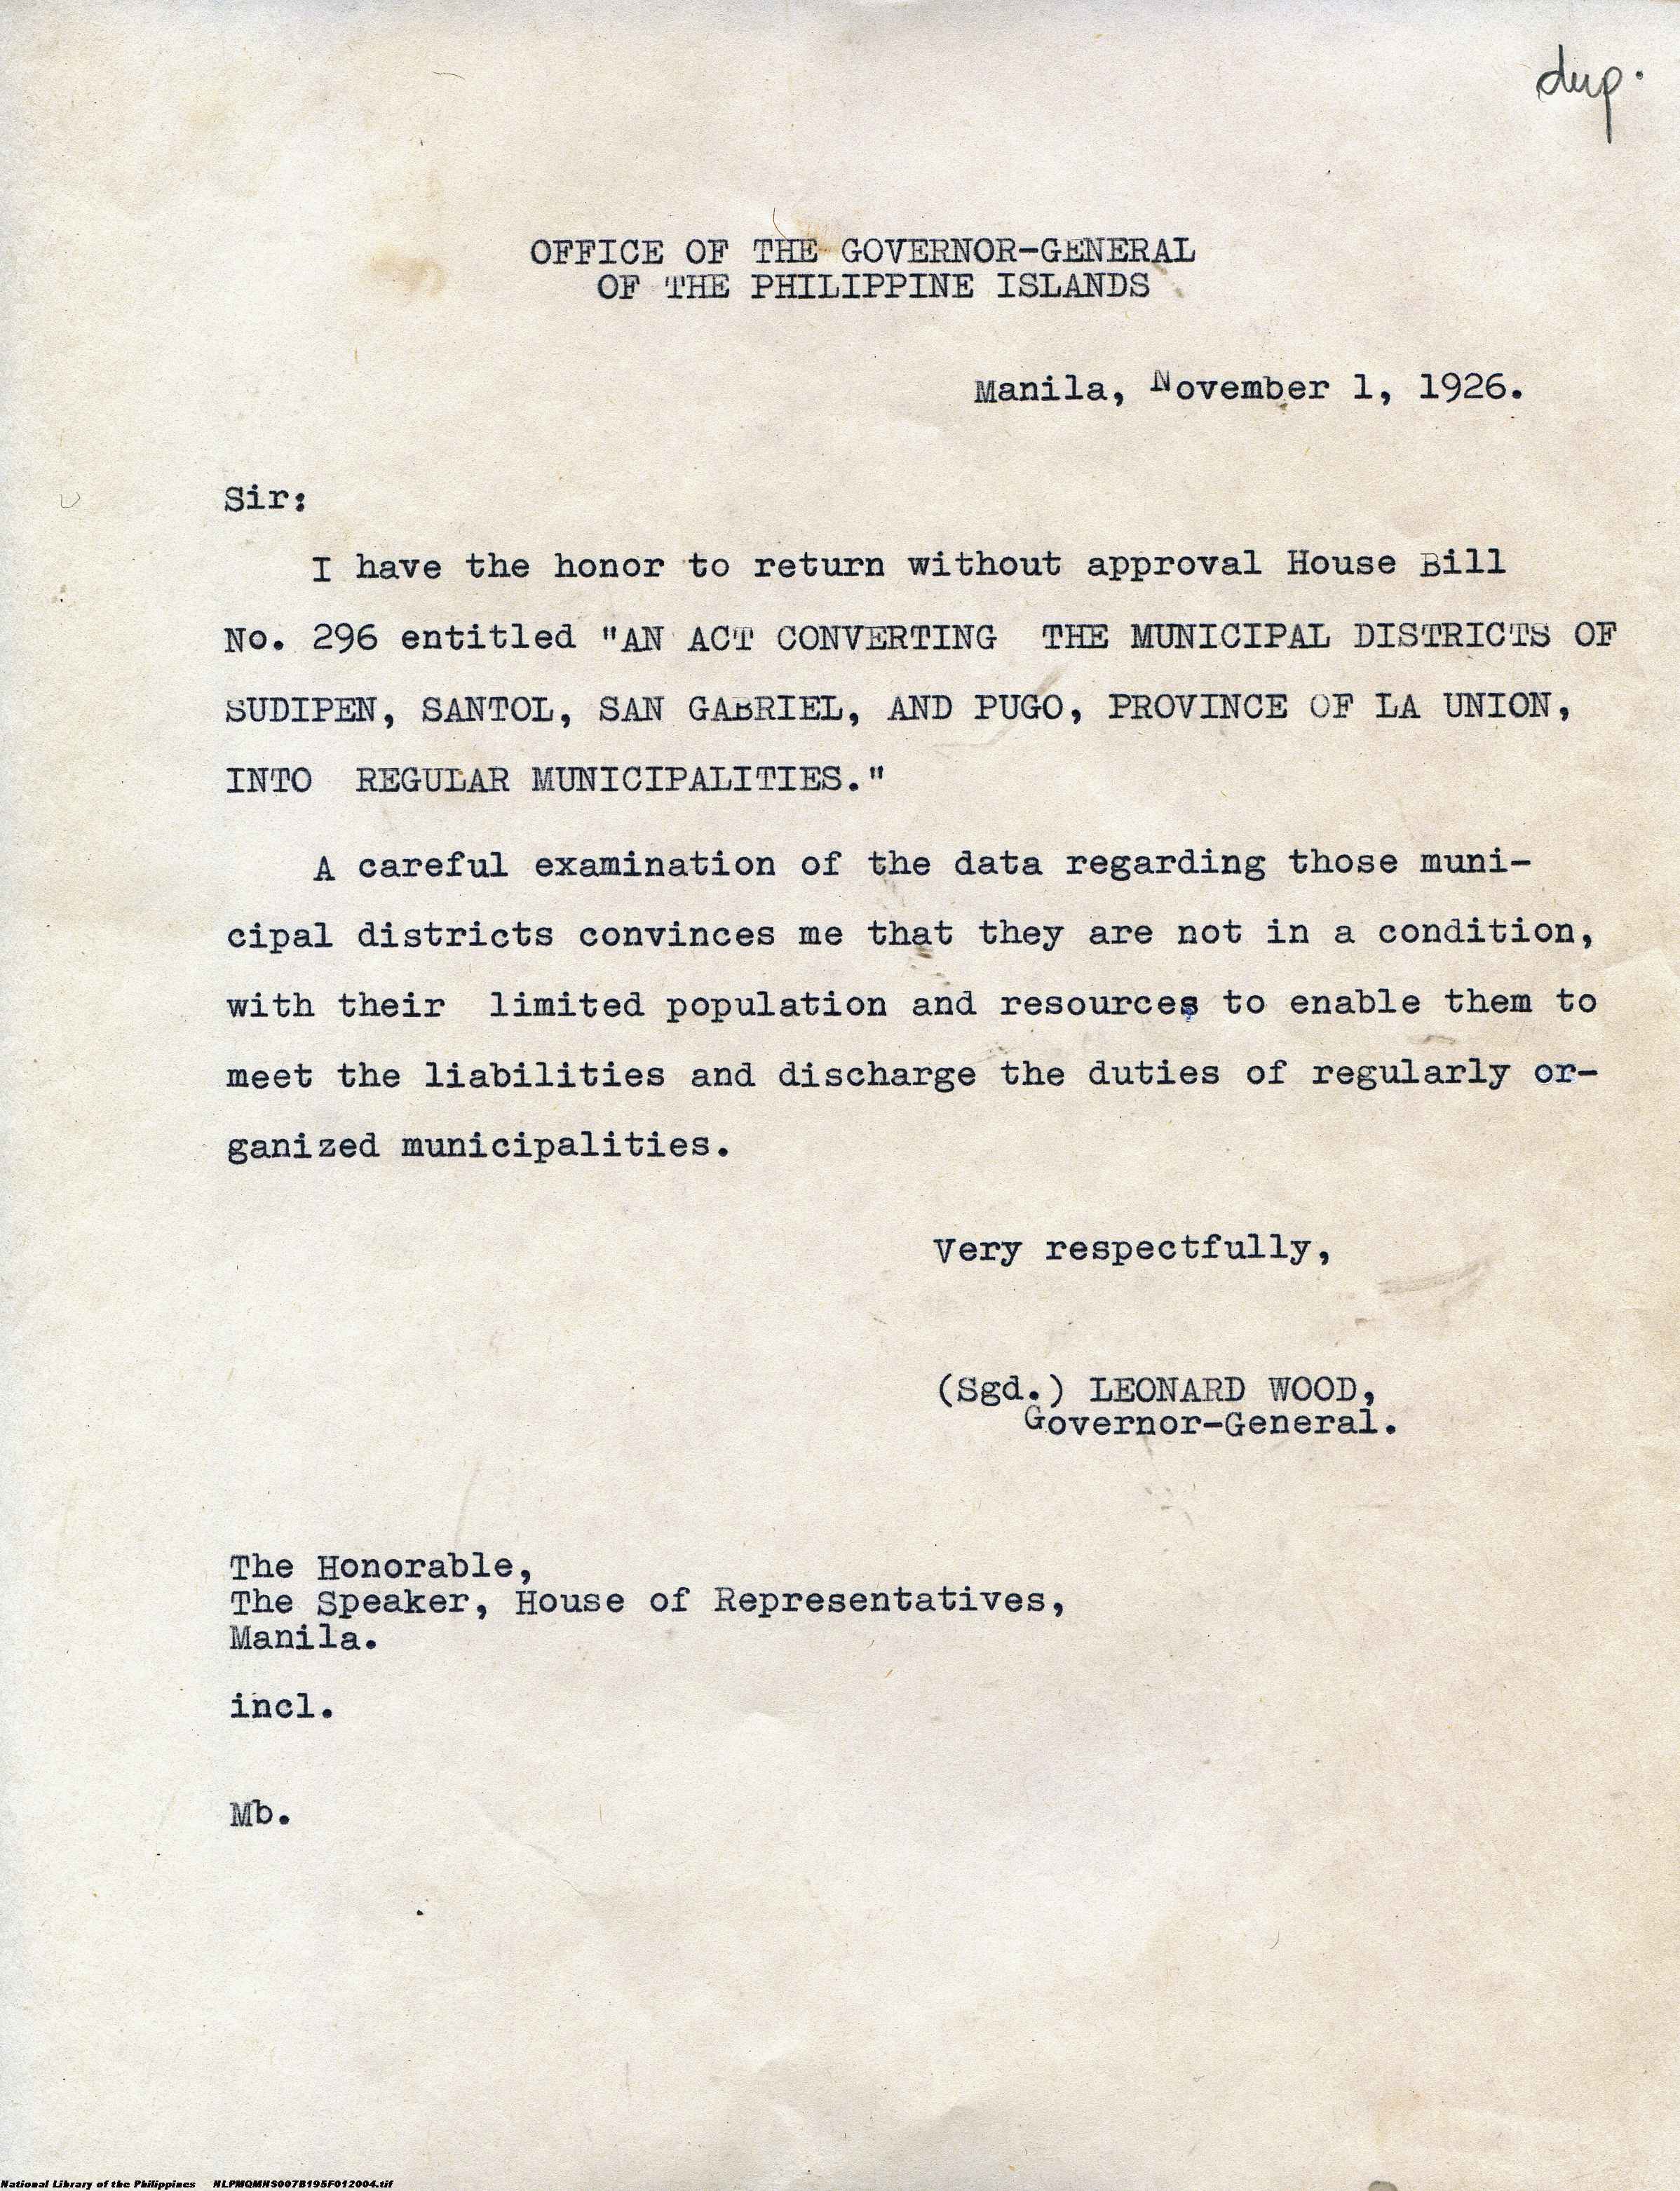 dup.
OFFICE OF THE GOVERNOR-GENERAL
OF THE PHILIPPINE ISLANDS
Manila, November 1, 1926.
Sir:
I have the honor to return without approval House Bill
No. 296 entitled "AN ACT CONVERTING THE MUNICIPAL DISTRICTS OF
SUDIPEN, SANTOL, SAN GABRIEL, AND PUGO, PROVINCE OF LA UNION,
INTO REGULAR MUNICIPALITIES."
A careful examination of the data regarding those muni-
cipal districts convinces me that they are not in a condition,
with their limited population and resources to enable them to
meet the liabilities and discharge the duties of regularly or-
ganized municipalities.
Very respectfully,
(Sgd.) LEONARD WOOD,
Governor-General.
The Honorable,
The Speaker, House of Representatives,
Manila.
incl.
Mb.
National Library of the Philippines NLPMQMNS007B195F012004.tif